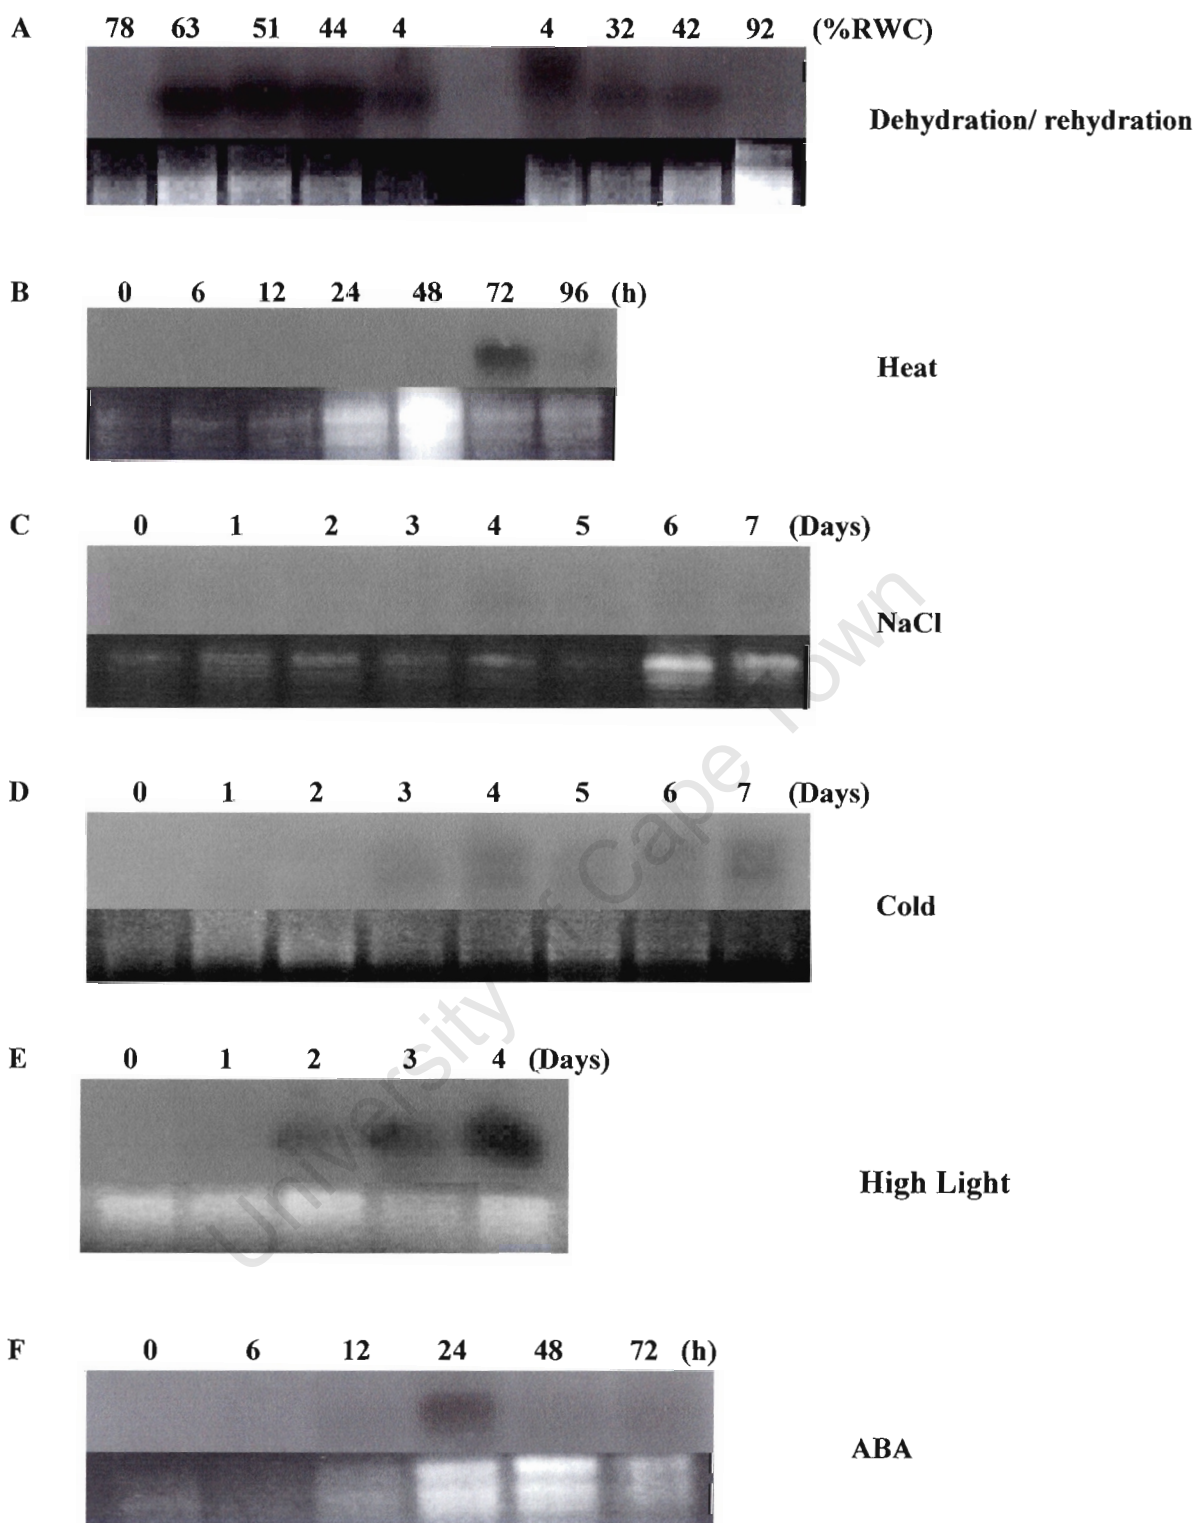 A 78 63 51 44 4 4 32 42 92 (%RWC)
Dehydration/ rehydration
B 0 6 12 24 48 72 96 (h)
Heat
C 0 1 2 3 4 5 6 7 (Days)
NaCl
D 0 1 2 3 4 5 6 7 (Days)
Cold
E 0 1 2 3 4 (Days)
High Light
F 0 6 12 24 48 72 (h)
ABA
University of Cape Town